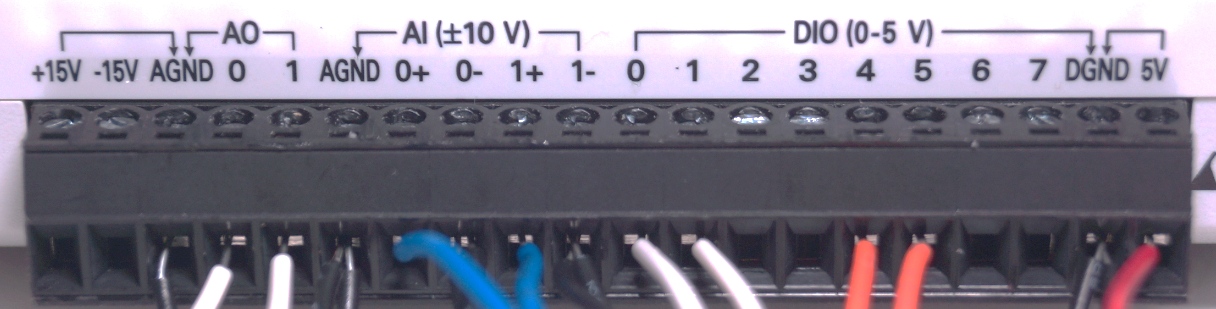 AO AI (±10 V) DIO (0-5 V)
+15V -15V AGND 0 1 AGND 0+ 0- 1+ 1- 0 1 2 3 4 5 6 7 DGND 5V